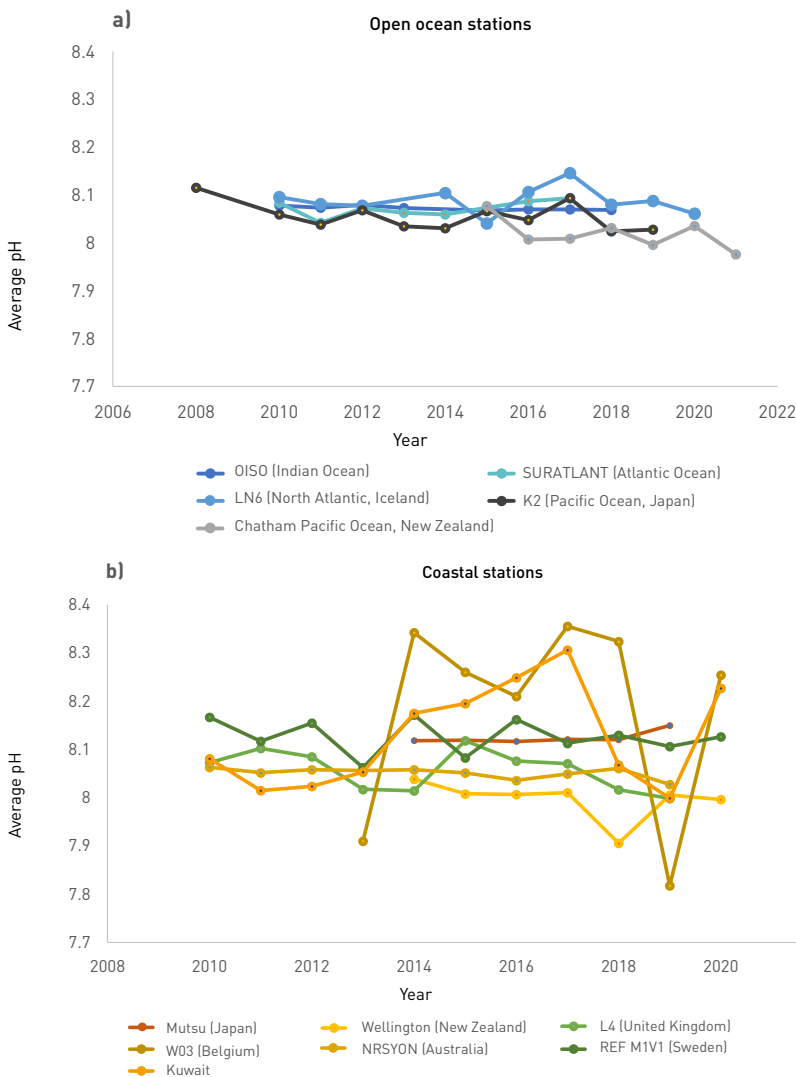 a)
Open ocean stations
8.4
8.3
8.2
8.1
8
7.9
7.8
7.7
Average pH
2006 2008 2010 2012 2014 2016 2018 2020 2022
Year
OISO (Indian Ocean) SURATLANT (Atlantic Ocean)
LN6 (North Atlantic, Iceland) K2 (Pacific Ocean, Japan)
Chatham Pacific Ocean, New Zealand)
b)
Coastal stations
8.4
8.3
8.2
8.1
8
7.9
7.8
7.7
Average pH
2008 2010 2012 2014 2016 2018 2020
Year
Mutsu (Japan) Wellington (New Zealand) L4 (United Kingdom)
W03 (Belgium) NRSYON (Australia) REF M1V1 (Sweden)
Kuwait